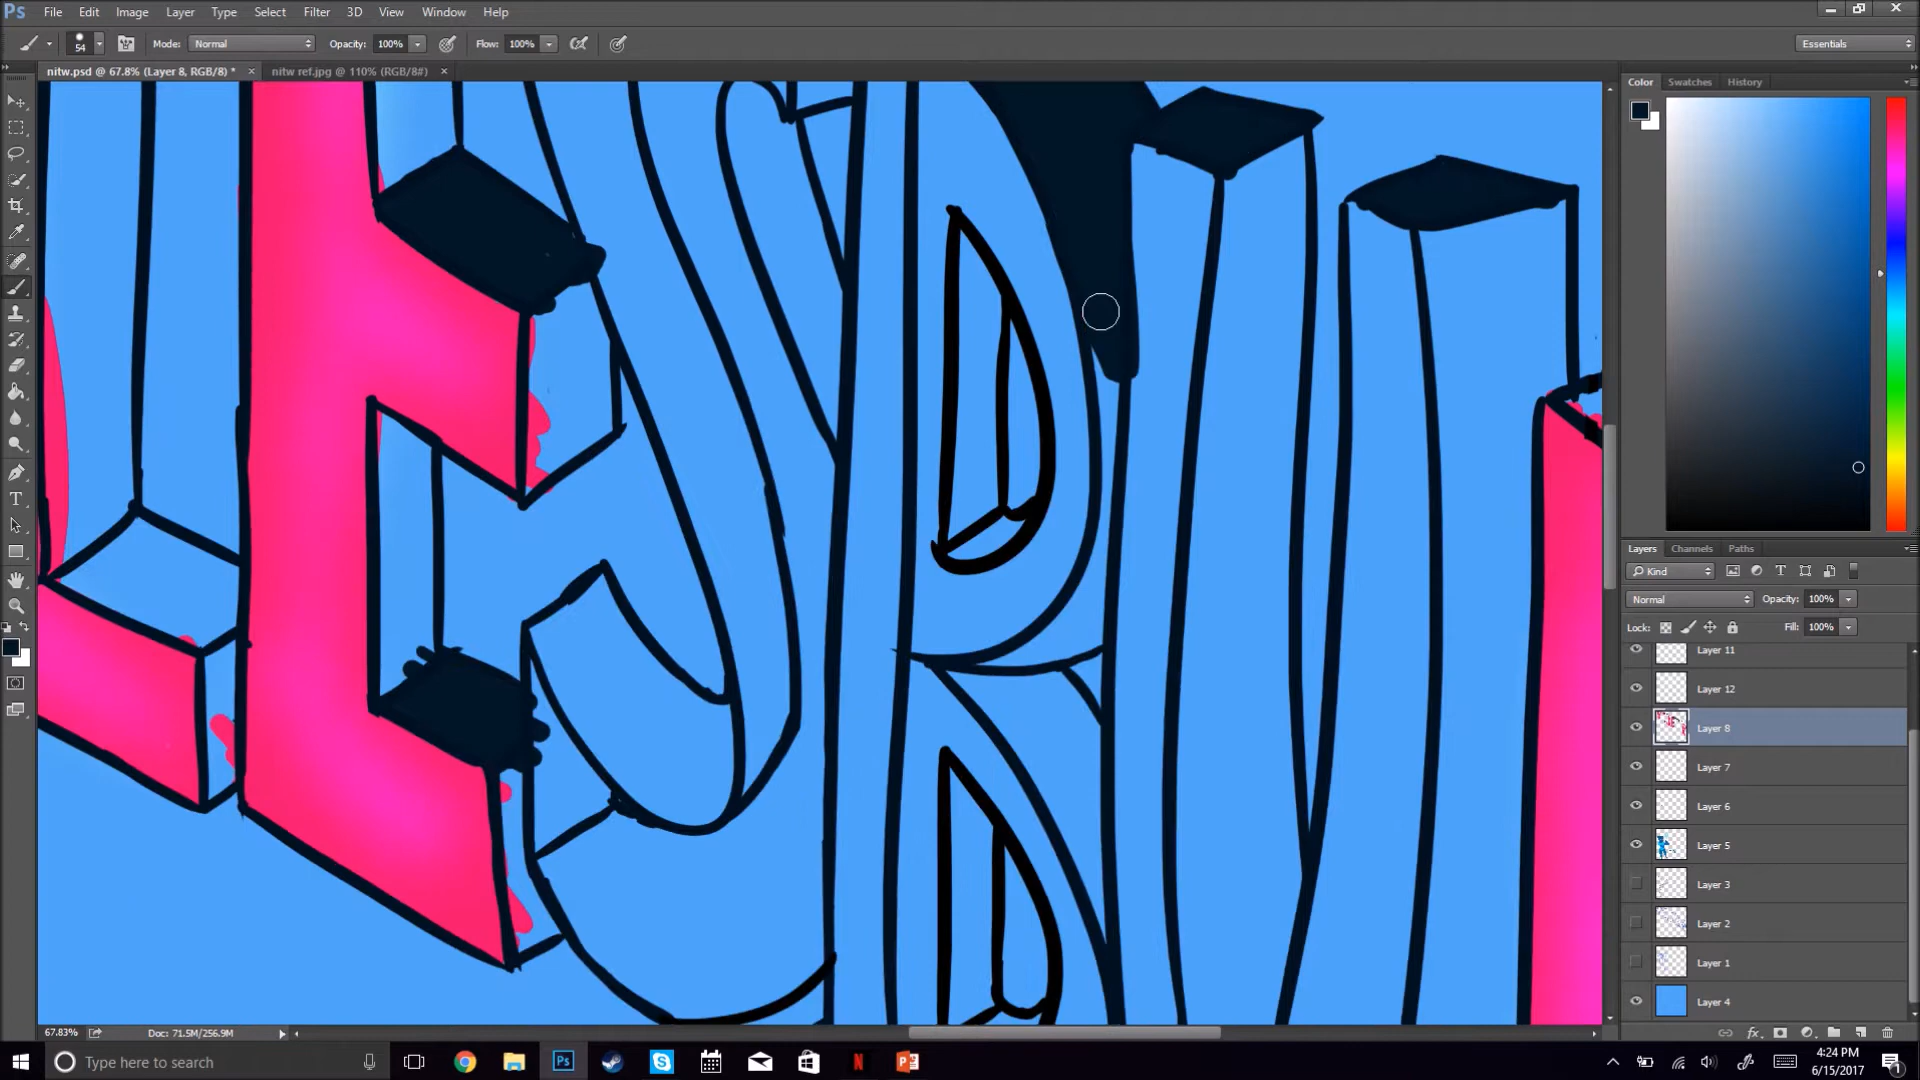 Ps File Edit Image Layer Type Select Filter 3D View Window Help
54 Mode: Normal Opacity: 100% Flow: 100% Essentials
nitw.psd @ 67.8% (Layer 8, RGB/8) * × nitw ref.jpg @ 110% (RGB/8#) ×
Color Swatches History
Layers Channels Paths
Kind
Normal Opacity: 100%
Lock: Fill: 100%
Layer 11
Layer 12
Layer 8
Layer 7
Layer 6
Layer 5
Layer 3
Layer 2
Layer 1
Layer 4
67.83% Doc: 71.5M/256.9M
Type here to search
4:24 PM
6/15/2017